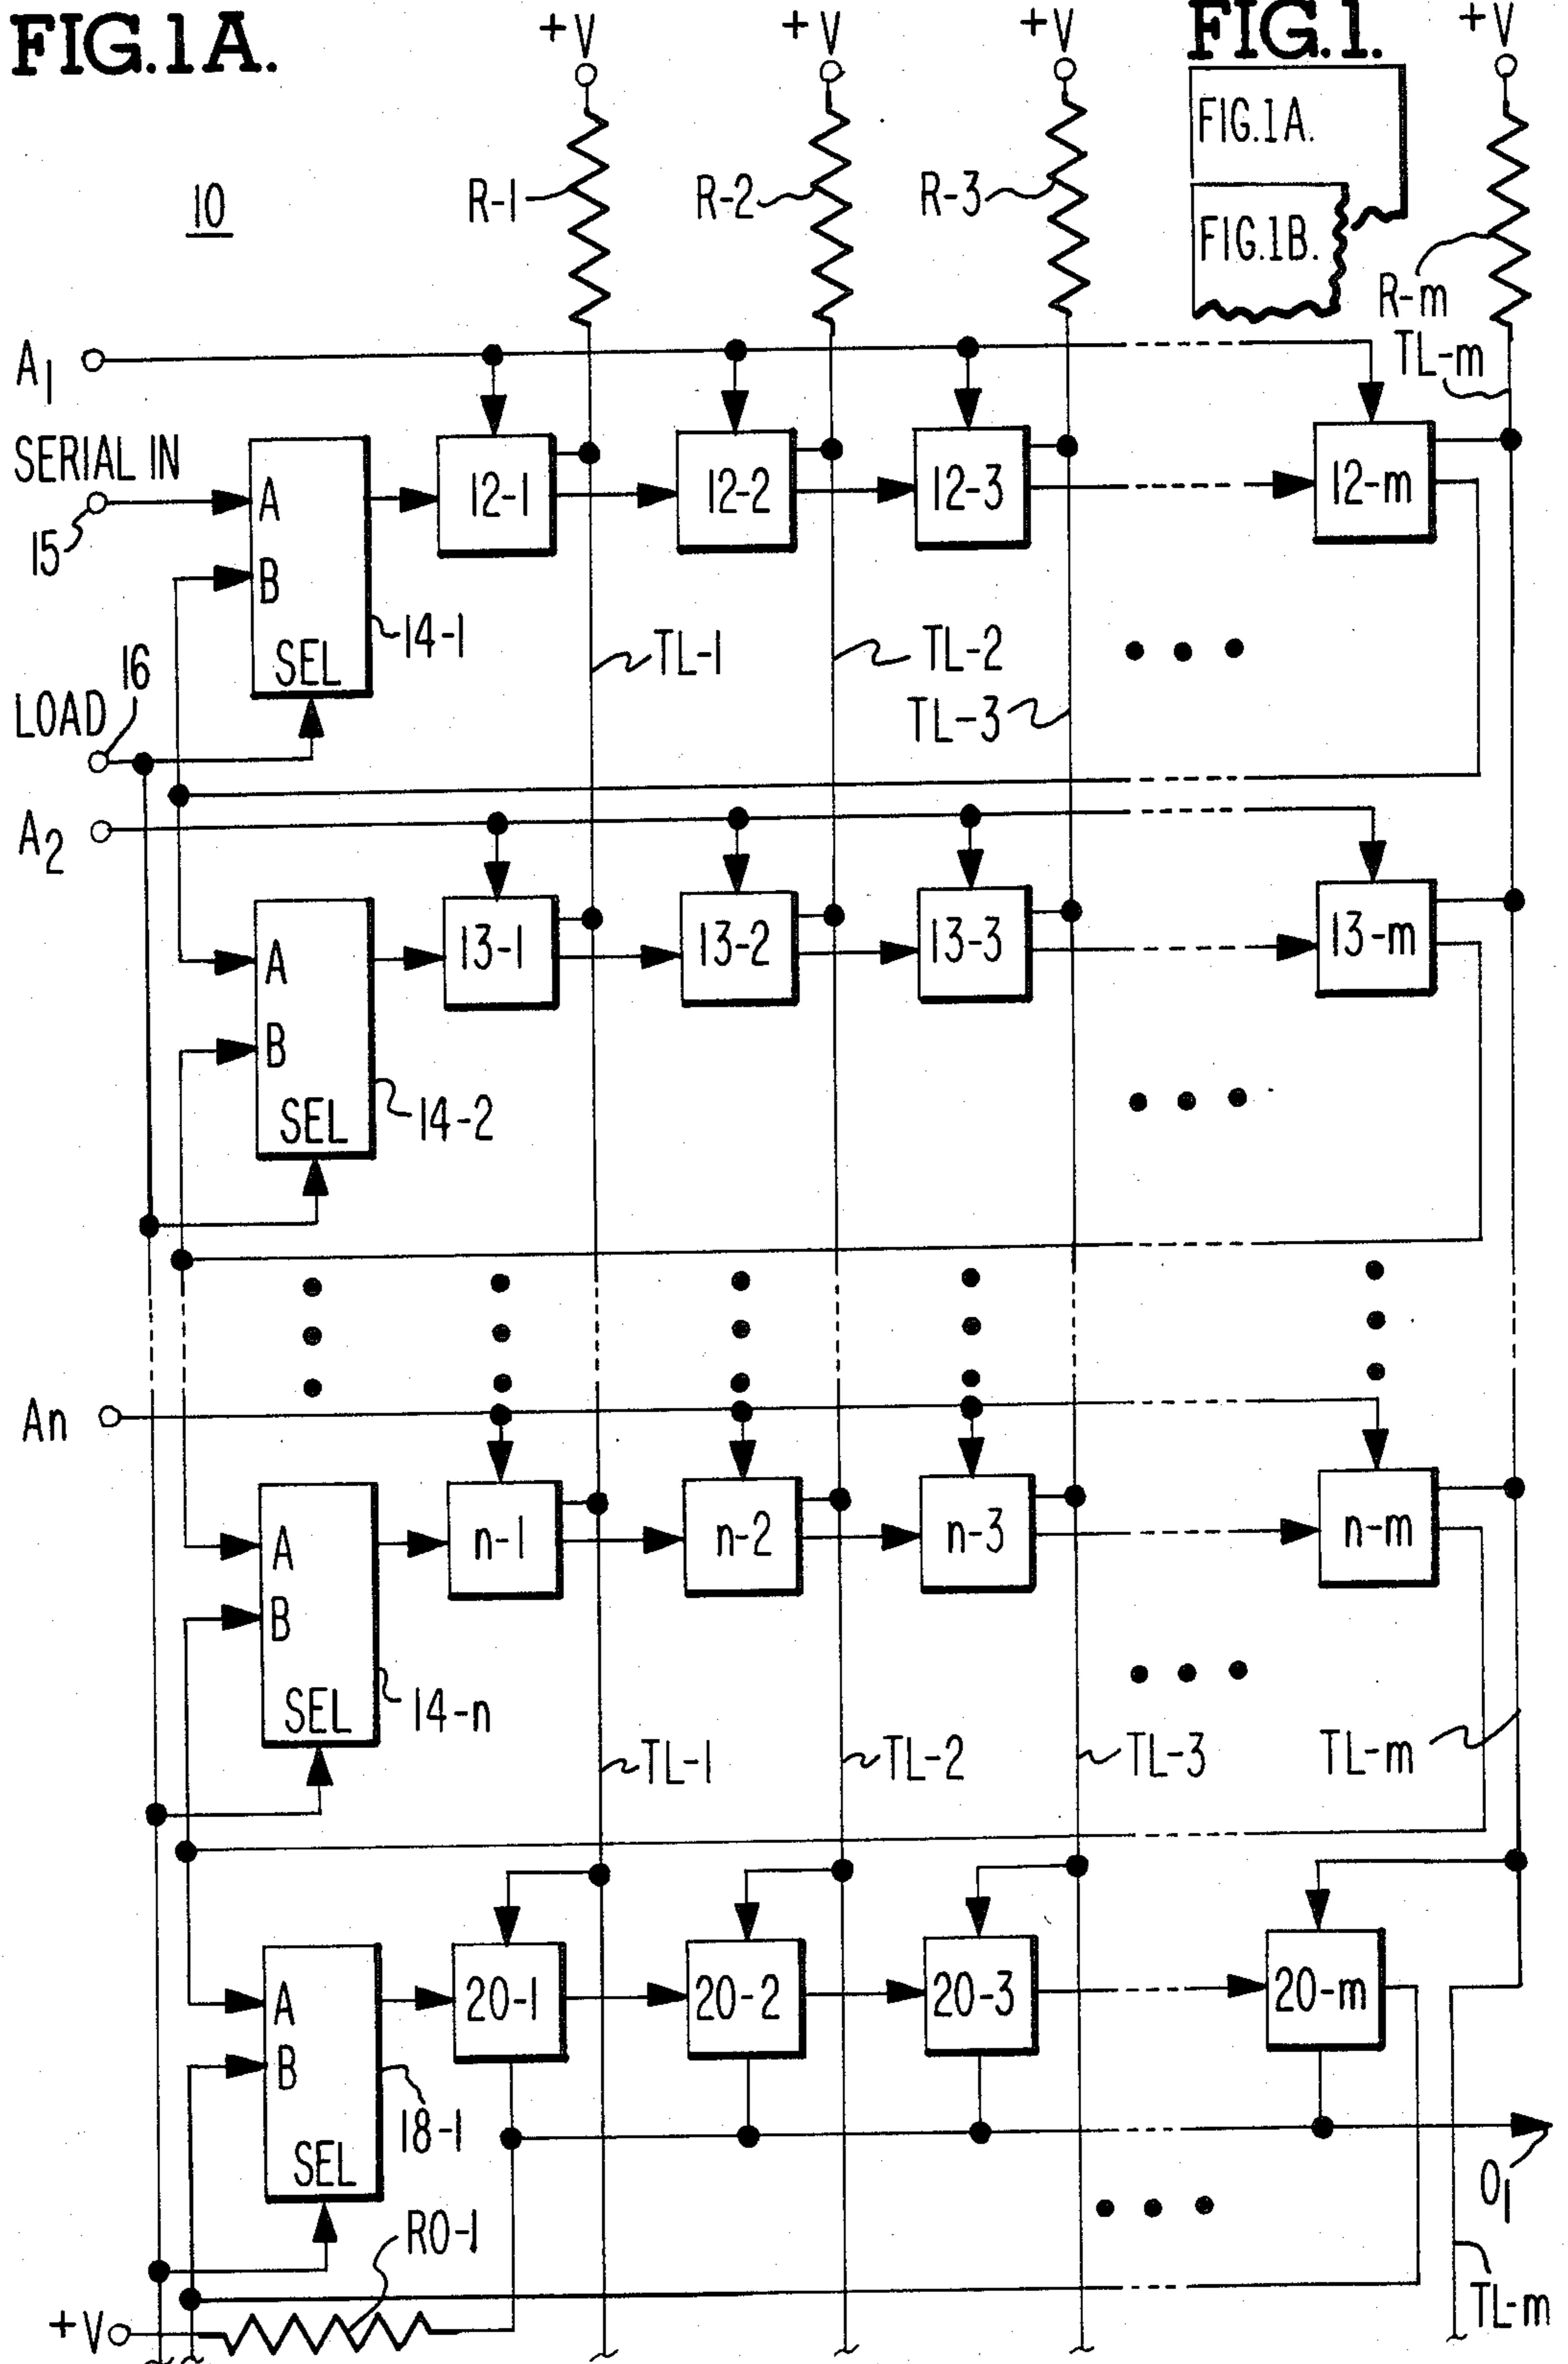 FIG.1A.
+V
+V
+V
FIG.1.
+V
FIG.1A.
FIG.1B.
10
R-1
R-2
R-3
R-m
TL-m
A1
SERIAL IN
15
A
B
SEL
14-1
12-1
12-2
12-3
12-m
16
LOAD
TL-1
TL-2
TL-3
A2
A
B
SEL
14-2
13-1
13-2
13-3
13-m
An
A
B
SEL
14-n
n-1
n-2
n-3
n-m
TL-1
TL-2
TL-3
TL-m
A
B
SEL
18-1
20-1
20-2
20-3
20-m
O1
RO-1
+V
TL-m